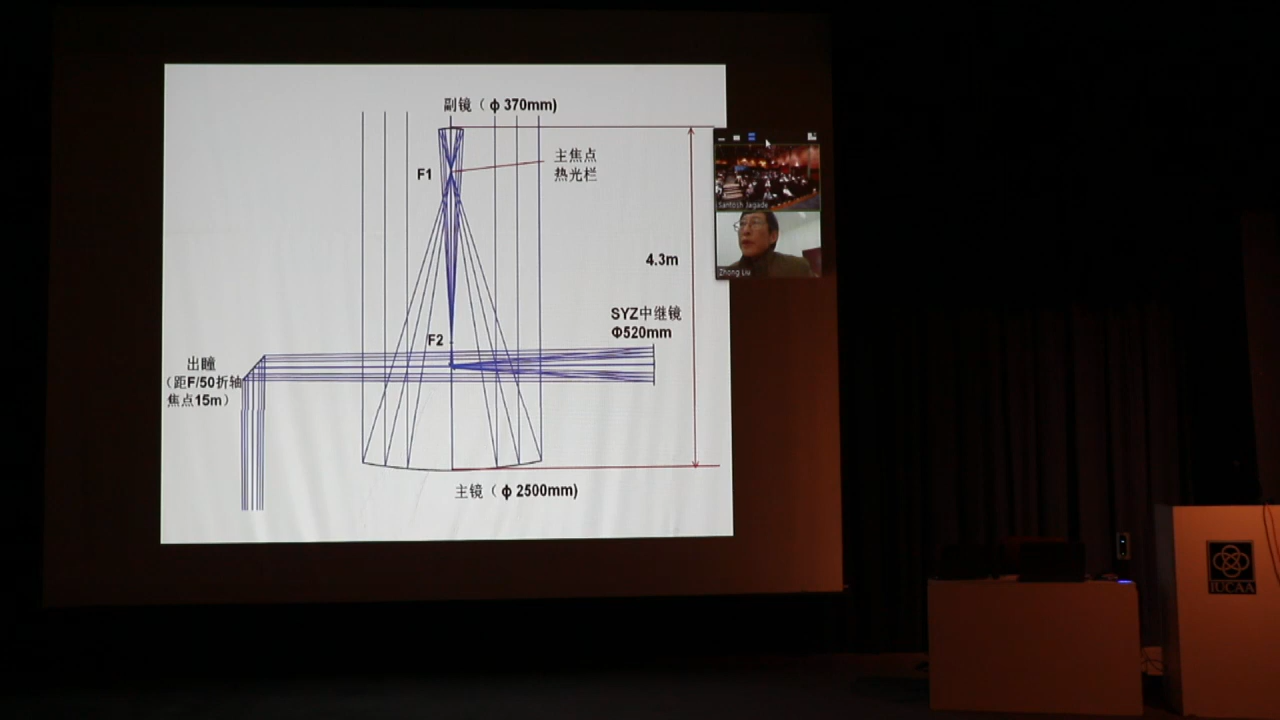 副镜（ ϕ 370mm)
F1
主焦点
热光栏
Santosh Jagade
Zhong Liu
4.3m
SYZ中继镜
Φ520mm
F2
出瞳
（距F/50折轴
焦点15m）
主镜（ ϕ 2500mm)
IUCAA